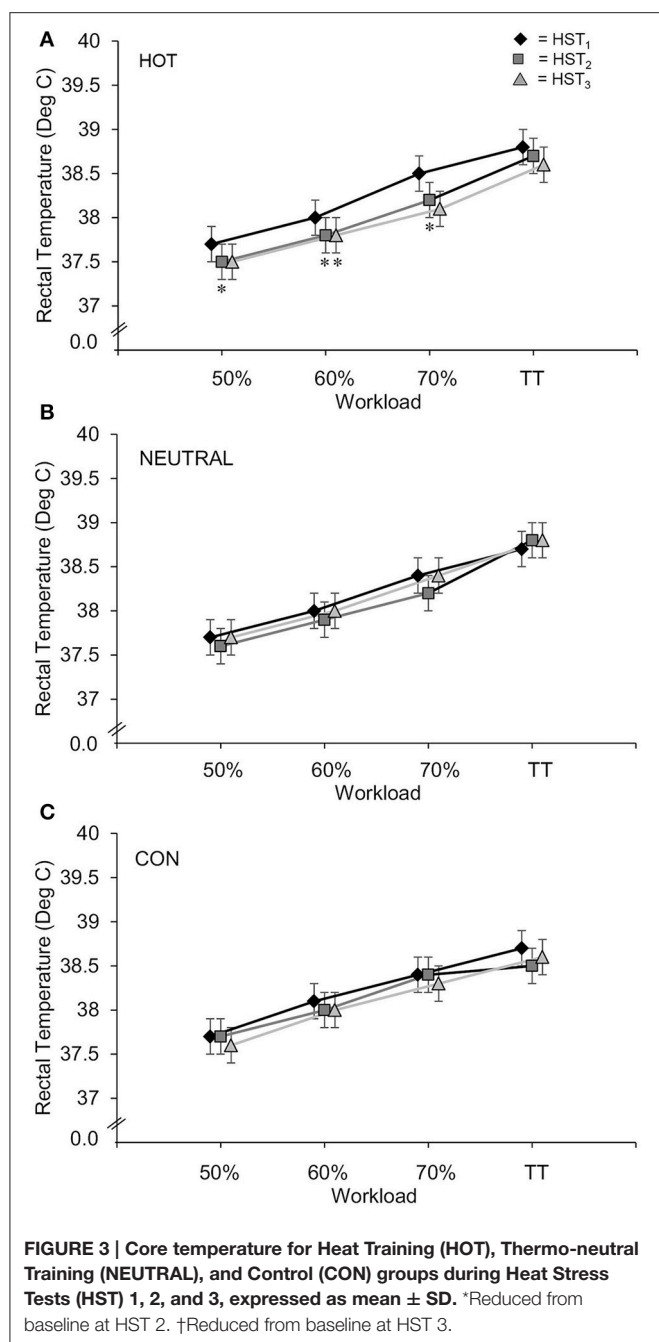 A
HOT
◆ = HST1
■ = HST2
▲ = HST3
Rectal Temperature (Deg C)
40
39.5
39
38.5
38
37.5
37
0.0
*
* *
*
50% 60% 70% TT
Workload
B
NEUTRAL
Rectal Temperature (Deg C)
40
39.5
39
38.5
38
37.5
37
0.0
50% 60% 70% TT
Workload
C
CON
Rectal Temperature (Deg C)
40
39.5
39
38.5
38
37.5
37
0.0
50% 60% 70% TT
Workload
FIGURE 3 | Core temperature for Heat Training (HOT), Thermo-neutral
Training (NEUTRAL), and Control (CON) groups during Heat Stress
Tests (HST) 1, 2, and 3, expressed as mean ± SD. *Reduced from
baseline at HST 2. †Reduced from baseline at HST 3.